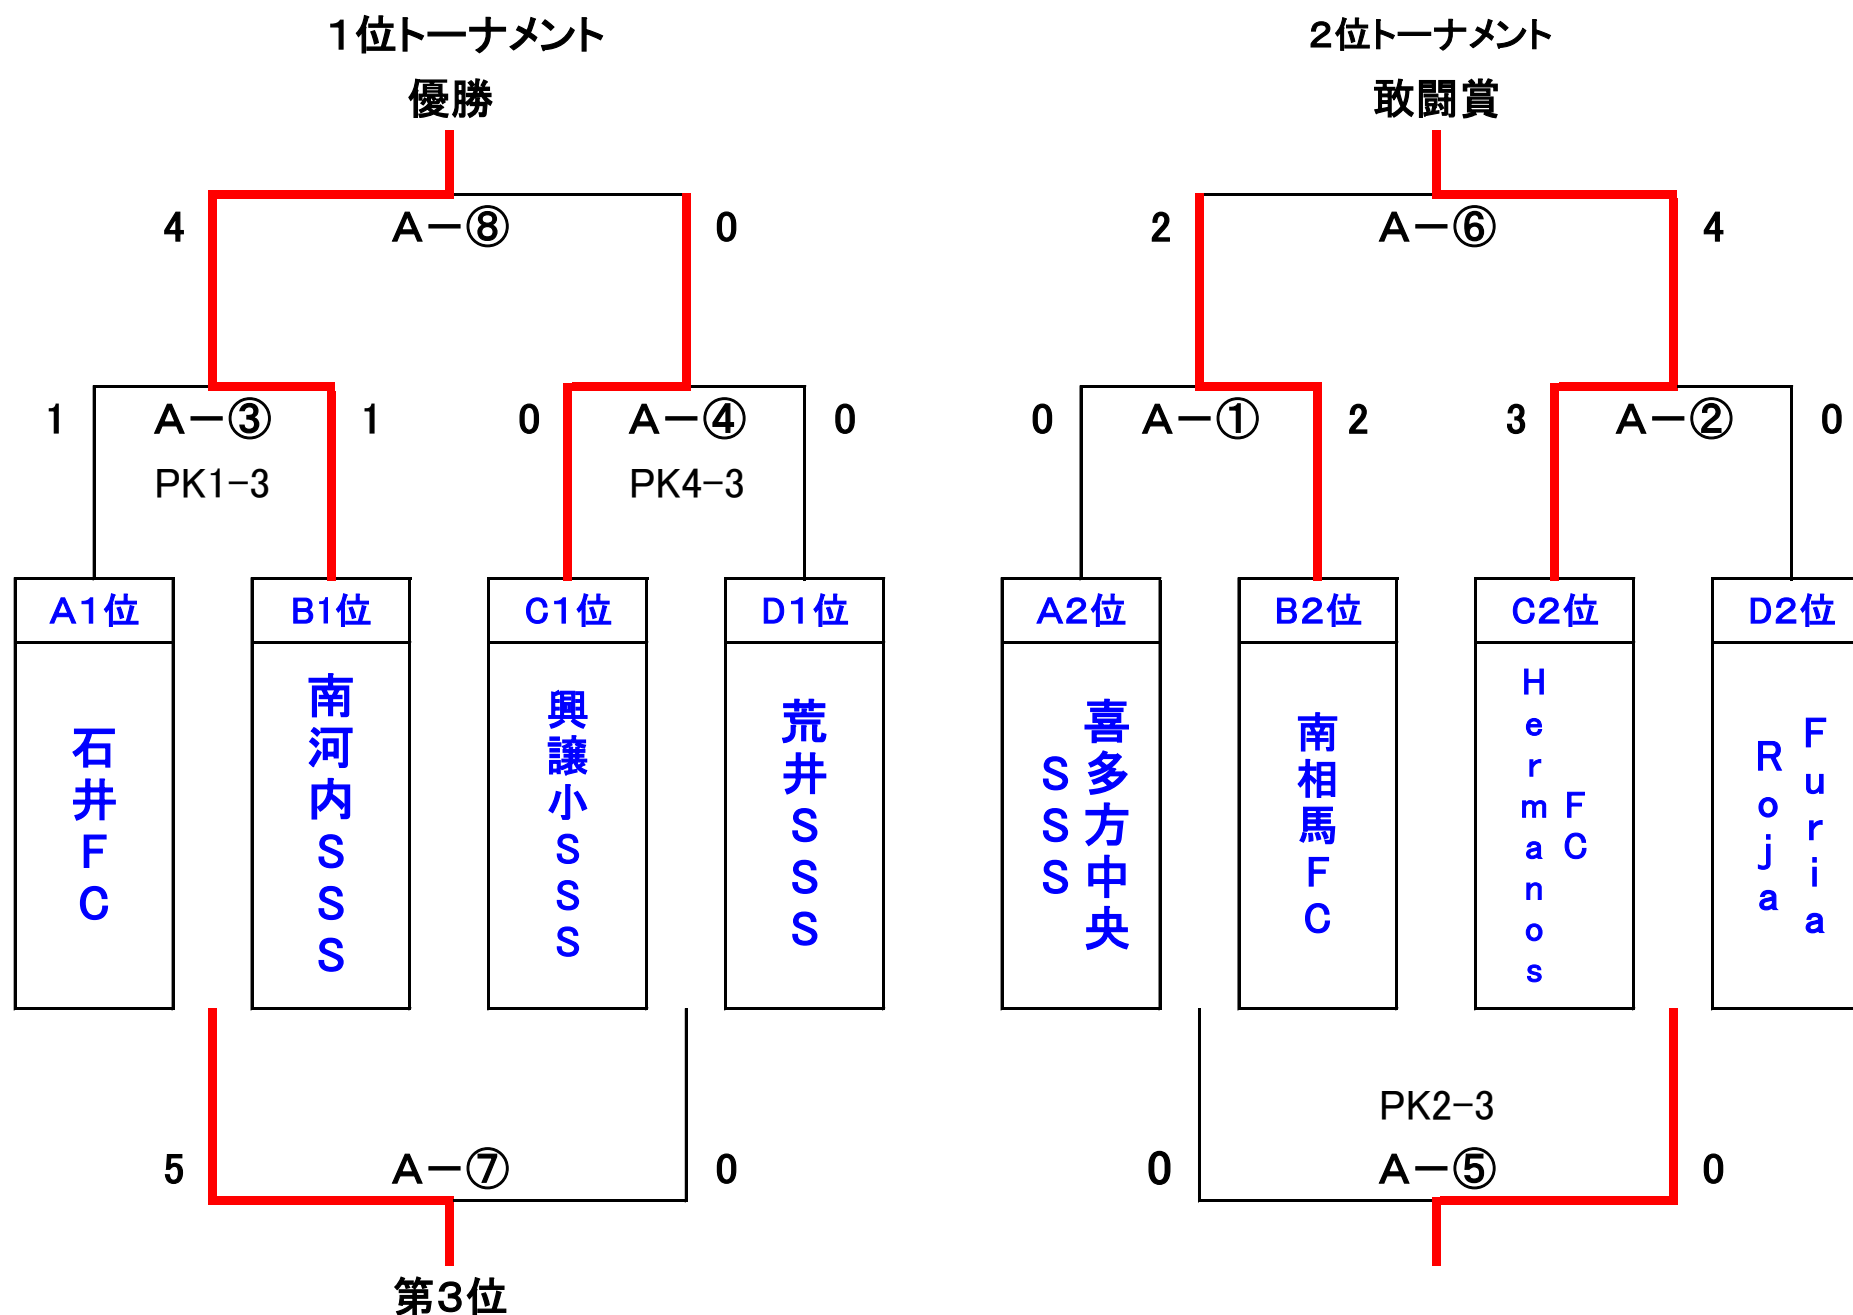 １位トーナメント
優勝
4
A－⑧
0
1
A－③
1
PK1-3
0
A－④
0
PK4-3
A1位
石井FC
B1位
南河内SSS
C1位
興譲小SSS
D1位
荒井SSS
5
A－⑦
0
第３位
２位トーナメント
敢闘賞
2
A－⑥
4
0
A－①
2
3
A－②
0
A2位
喜多方中央
SSS
B2位
南相馬FC
C2位
Hermanos
FC
D2位
Furia
Roja
PK2-3
0
A－⑤
0